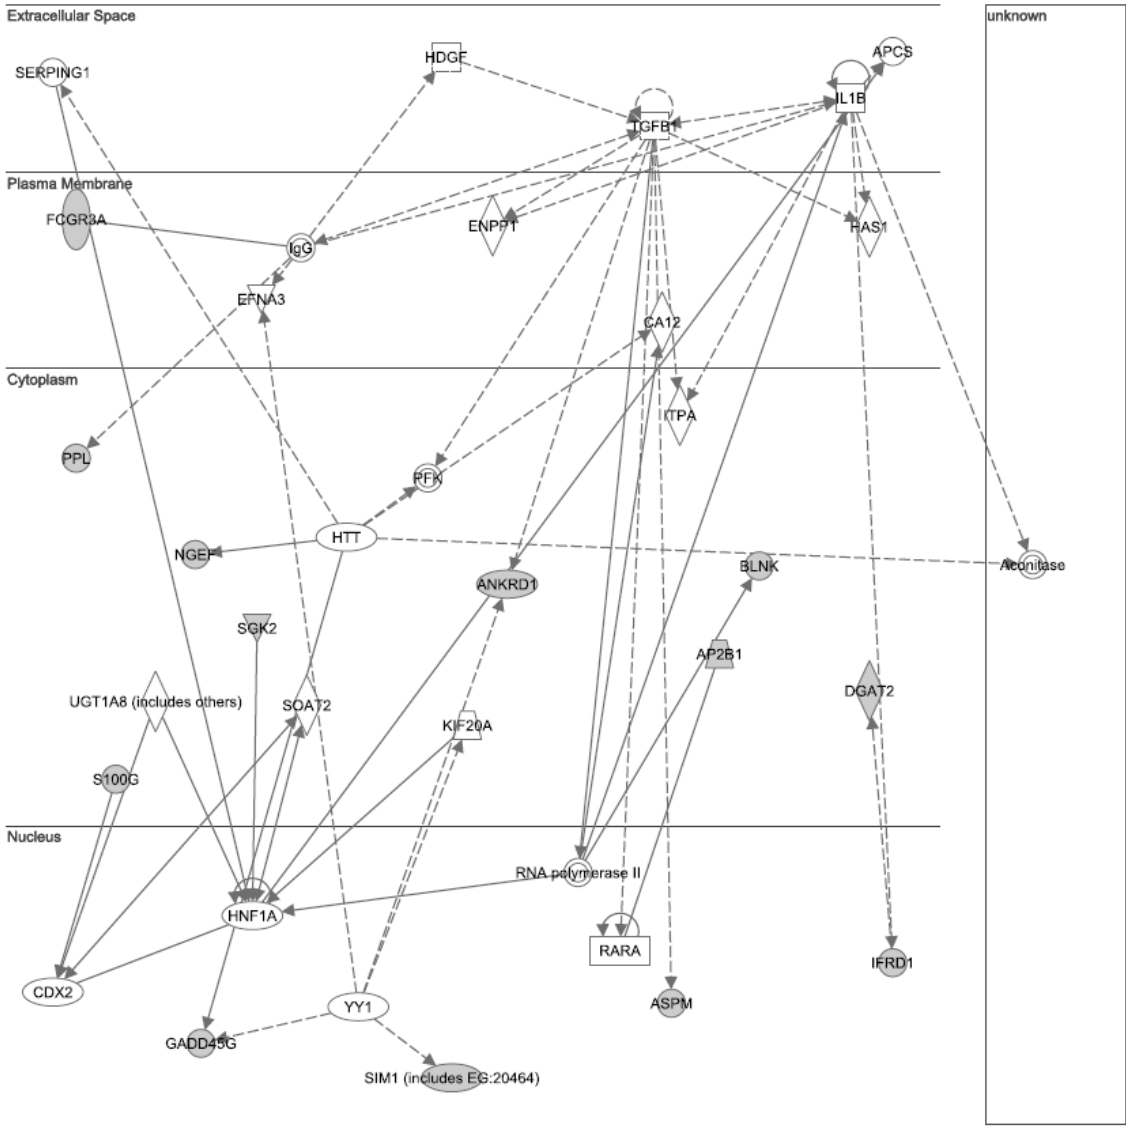 Extracellular Space
unknown
APCS
HDGF
SERPING1
IL1B
TGFB1
Plasma Membrane
FCGR3A
ENPP1
HAS1
IgG
EFNA3
CA12
Cytoplasm
ITPA
PPL
PFK
HTT
NGEF
BLNK
Aconitase
ANKRD1
SGK2
AP2B1
DGAT2
UGT1A8 (includes others)
SOAT2
KIF20A
S100G
Nucleus
RNA polymerase II
HNF1A
RARA
IFRD1
CDX2
YY1
ASPM
GADD45G
SIM1 (includes EG:20464)